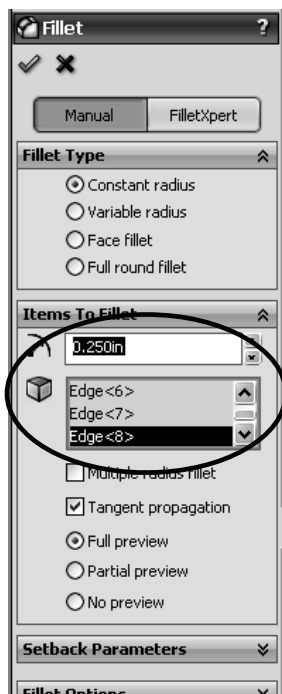 Fillet ?
Manual FilletXpert
Fillet Type
Constant radius
Variable radius
Face fillet
Full round fillet
Items To Fillet
0.250in
Edge<6>
Edge<7>
Edge<8>
Multiple radius fillet
Tangent propagation
Full preview
Partial preview
No preview
Setback Parameters
Fillet Options